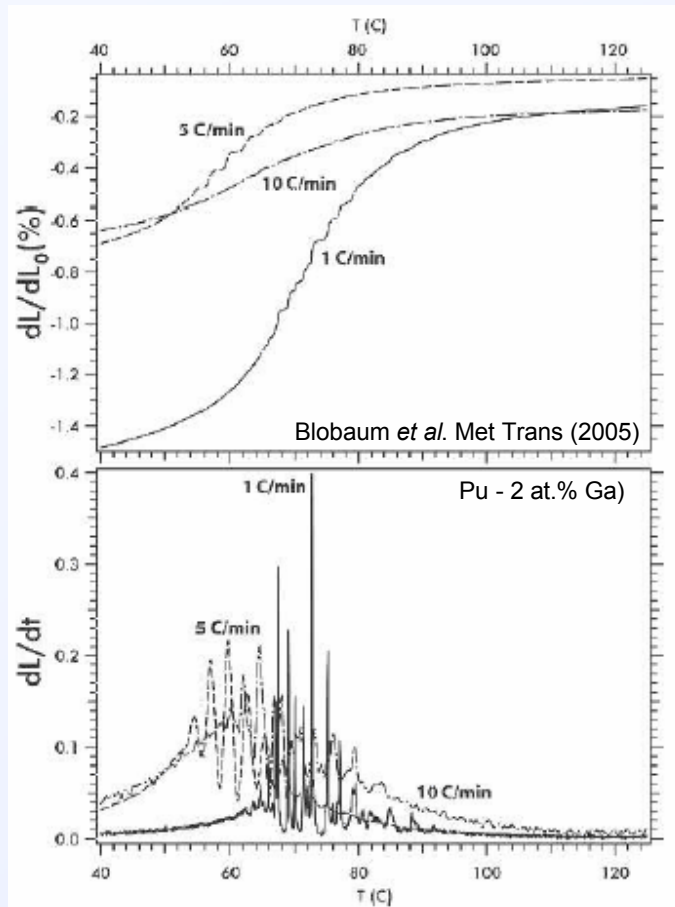 T (C)
40 60 80 100 120
-0.2
5 C/min
-0.4
10 C/min
-0.6
-0.8
1 C/min
-1.0
-1.2
-1.4
dL/dL₀(%)
Blobaum et al. Met Trans (2005)
0.4
1 C/min
Pu - 2 at.% Ga)
0.3
5 C/min
0.2
0.1
10 C/min
0.0
dL/dt
40 60 80 100 120
T (C)